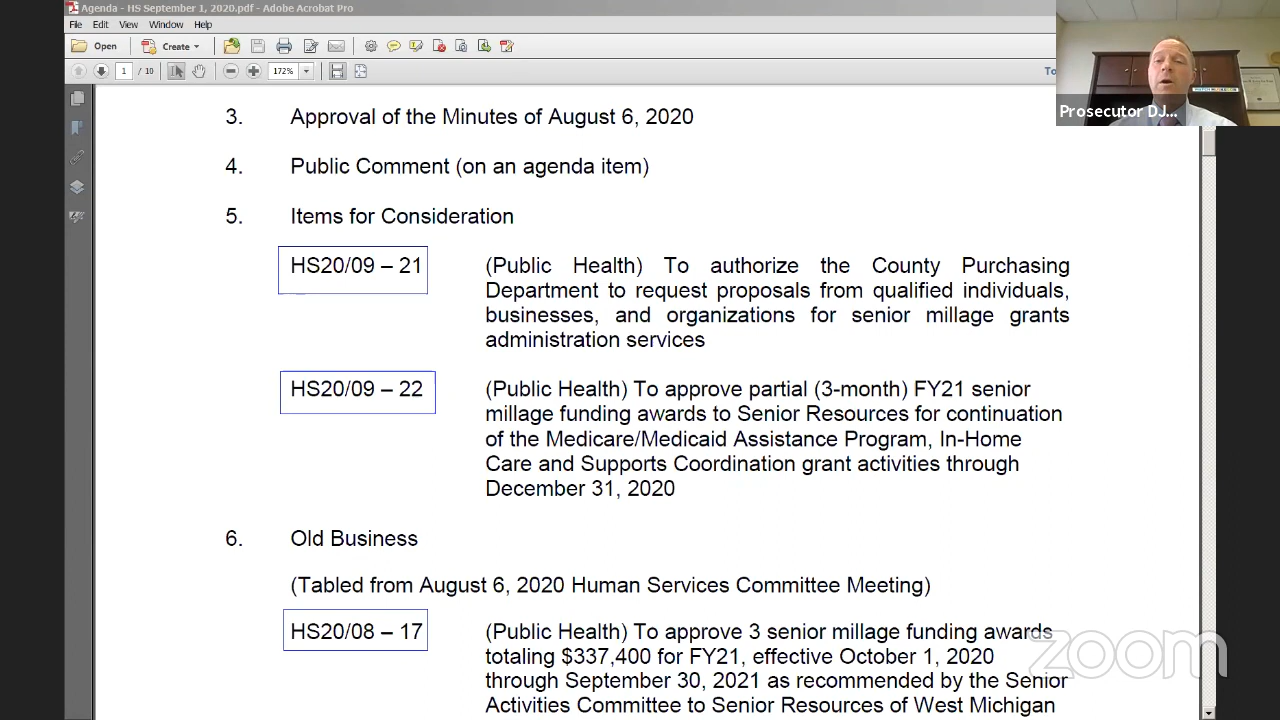 Agenda - HS September 1, 2020.pdf - Adobe Acrobat Pro
File Edit View Window Help
Open Create
1 / 10 172% To
Prosecutor DJ...
3. Approval of the Minutes of August 6, 2020
4. Public Comment (on an agenda item)
5. Items for Consideration
HS20/09 – 21 (Public Health) To authorize the County Purchasing
Department to request proposals from qualified individuals,
businesses, and organizations for senior millage grants
administration services
HS20/09 – 22 (Public Health) To approve partial (3-month) FY21 senior
millage funding awards to Senior Resources for continuation
of the Medicare/Medicaid Assistance Program, In-Home
Care and Supports Coordination grant activities through
December 31, 2020
6. Old Business
(Tabled from August 6, 2020 Human Services Committee Meeting)
HS20/08 – 17 (Public Health) To approve 3 senior millage funding awards
totaling $337,400 for FY21, effective October 1, 2020
through September 30, 2021 as recommended by the Senior
Activities Committee to Senior Resources of West Michigan
zoom